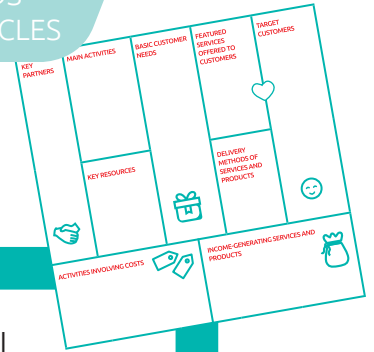 CLES
KEY
PARTNERS
MAIN ACTIVITIES
BASIC CUSTOMER
NEEDS
FEATURED
SERVICES
OFFERED TO
CUSTOMERS
TARGET
CUSTOMERS
KEY RESOURCES
DELIVERY
METHODS OF
SERVICES AND
PRODUCTS
ACTIVITIES INVOLVING COSTS
INCOME-GENERATING SERVICES AND
PRODUCTS